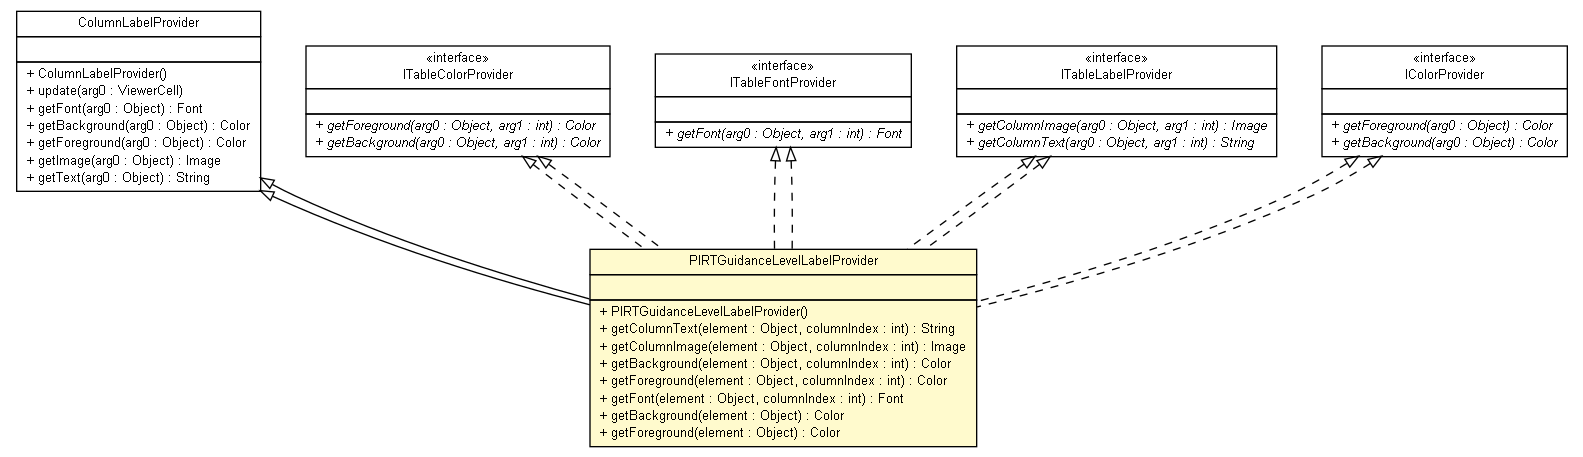 ColumnLabelProvider
+ ColumnLabelProvider()
+ update(arg0 : ViewerCell)
+ getFont(arg0 : Object) : Font
+ getBackground(arg0 : Object) : Color
+ getForeground(arg0 : Object) : Color
+ getImage(arg0 : Object) : Image
+ getText(arg0 : Object) : String
«interface»
ITableColorProvider
+ getForeground(arg0 : Object, arg1 : int) : Color
+ getBackground(arg0 : Object, arg1 : int) : Color
«interface»
ITableFontProvider
+ getFont(arg0 : Object, arg1 : int) : Font
«interface»
ITableLabelProvider
+ getColumnImage(arg0 : Object, arg1 : int) : Image
+ getColumnText(arg0 : Object, arg1 : int) : String
«interface»
IColorProvider
+ getForeground(arg0 : Object) : Color
+ getBackground(arg0 : Object) : Color
PIRTGuidanceLevelLabelProvider
+ PIRTGuidanceLevelLabelProvider()
+ getColumnText(element : Object, columnIndex : int) : String
+ getColumnImage(element : Object, columnIndex : int) : Image
+ getBackground(element : Object, columnIndex : int) : Color
+ getForeground(element : Object, columnIndex : int) : Color
+ getFont(element : Object, columnIndex : int) : Font
+ getBackground(element : Object) : Color
+ getForeground(element : Object) : Color